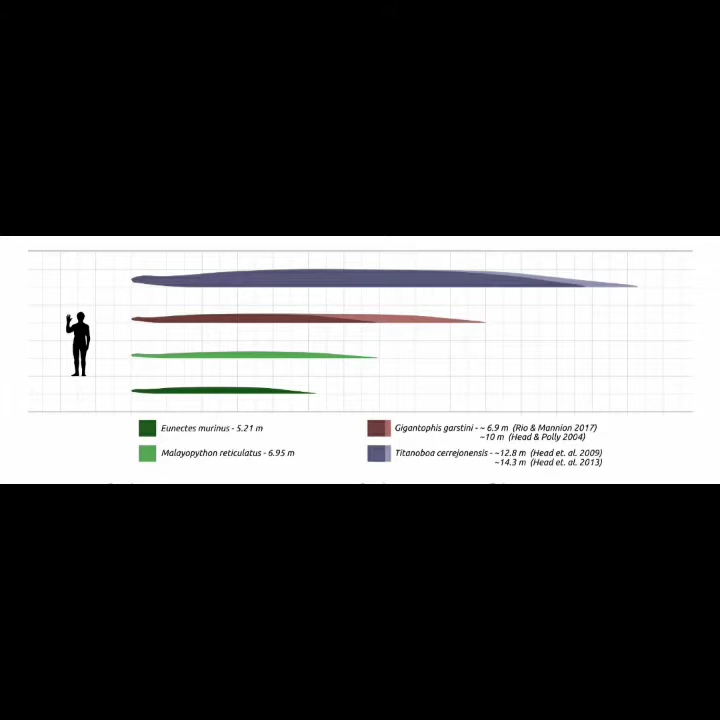 Eunectes murinus - 5.21 m
Malayopython reticulatus - 6.95 m
Gigantophis garstini - ~ 6.9 m (Rio & Mannion 2017)
~10 m (Head & Polly 2004)
Titanoboa cerrejonensis - ~12.8 m (Head et. al. 2009)
~14.3 m (Head et. al. 2013)